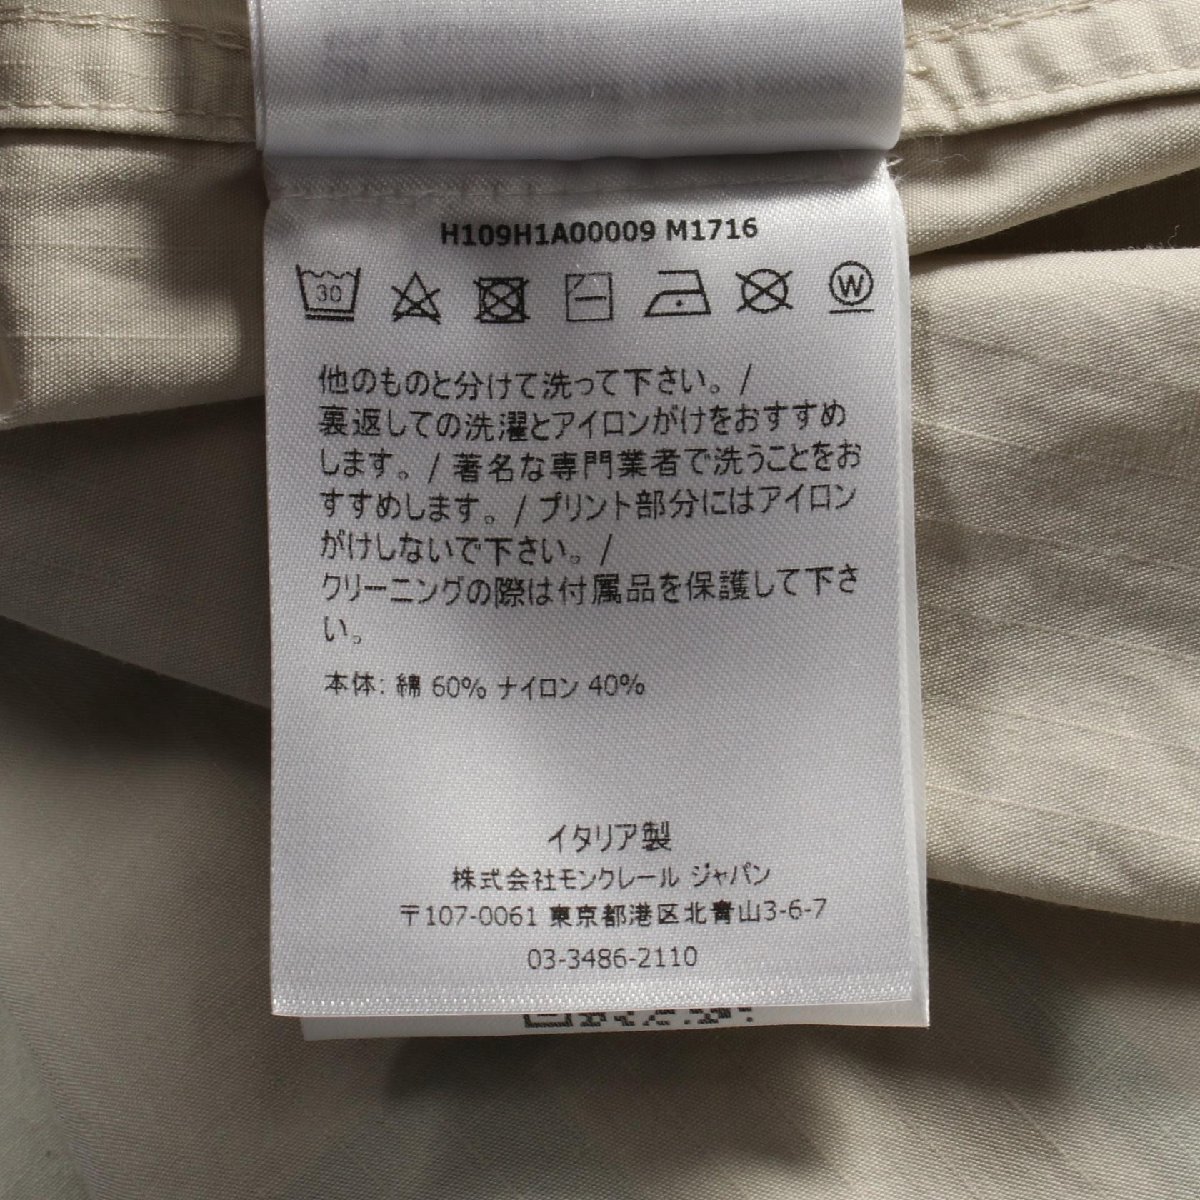 H109H1A00009 M1716
30
W
他のものと分けて洗って下さい。/
裏返しての洗濯とアイロンがけをおすすめ
します。/ 著名な専門業者で洗うことをお
すすめします。/ プリント部分にはアイロン
がけしないで下さい。/
クリーニングの際は付属品を保護して下さ
い。
本体: 綿 60% ナイロン 40%
イタリア製
株式会社モンクレール ジャパン
〒107-0061 東京都港区北青山3-6-7
03-3486-2110